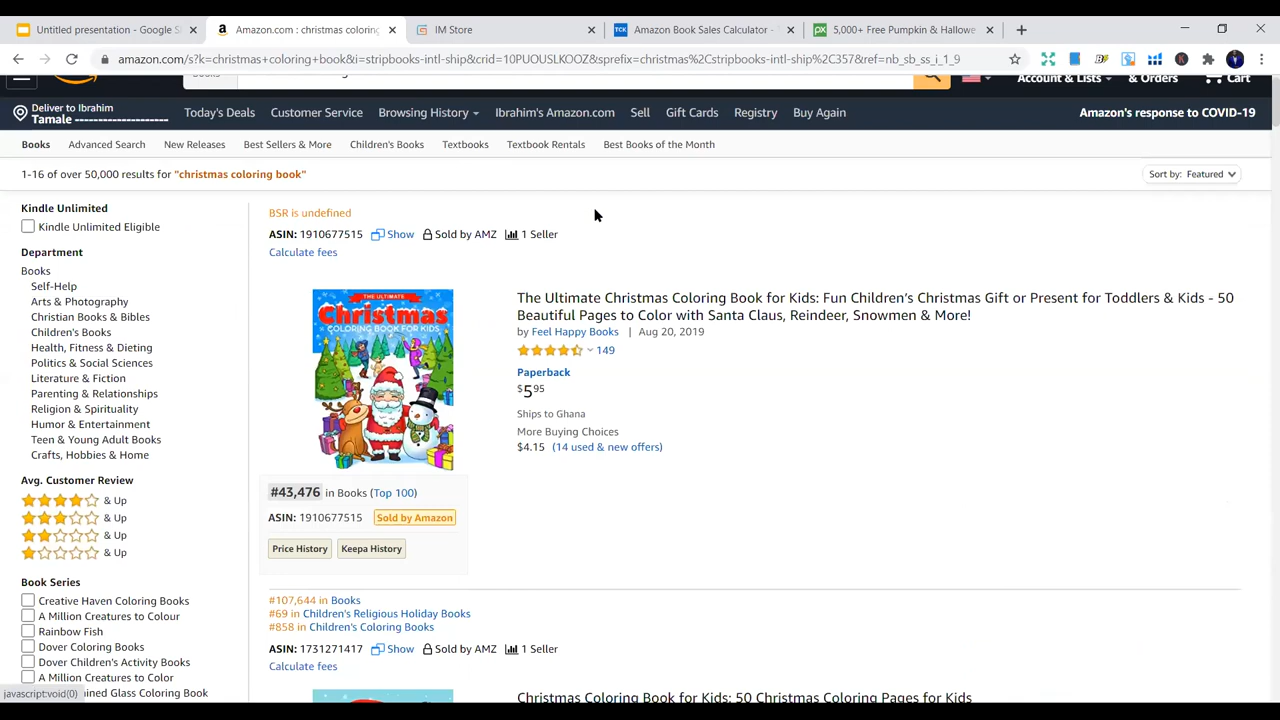 Untitled presentation - Google S
Amazon.com : christmas coloring
IM Store
Amazon Book Sales Calculator -
5,000+ Free Pumpkin & Hallowe
amazon.com/s?k=christmas+coloring+book&i=stripbooks-intl-ship&crid=10PUQUSLKOOZ&sprefix=christmas%2Cstripbooks-intl-ship%2C357&ref=nb_sb_ss_i_1_9
Books
Account & Lists
& Orders
Cart
Deliver to Ibrahim
Tamale --------------------
Today's Deals
Customer Service
Browsing History
Ibrahim's Amazon.com
Sell
Gift Cards
Registry
Buy Again
Amazon's response to COVID-19
Books
Advanced Search
New Releases
Best Sellers & More
Children's Books
Textbooks
Textbook Rentals
Best Books of the Month
1-16 of over 50,000 results for "christmas coloring book"
Sort by: Featured
Kindle Unlimited
Kindle Unlimited Eligible
Department
Books
Self-Help
Arts & Photography
Christian Books & Bibles
Children's Books
Health, Fitness & Dieting
Politics & Social Sciences
Literature & Fiction
Parenting & Relationships
Religion & Spirituality
Humor & Entertainment
Teen & Young Adult Books
Crafts, Hobbies & Home
Avg. Customer Review
& Up
& Up
& Up
& Up
Book Series
Creative Haven Coloring Books
A Million Creatures to Colour
Rainbow Fish
Dover Coloring Books
Dover Children's Activity Books
A Million Creatures to Color
ained Glass Coloring Book
javascript:void(0)
BSR is undefined
ASIN: 1910677515 Show Sold by AMZ 1 Seller
Calculate fees
THE ULTIMATE
Christmas
COLORING BOOK FOR KIDS
The Ultimate Christmas Coloring Book for Kids: Fun Children's Christmas Gift or Present for Toddlers & Kids - 50
Beautiful Pages to Color with Santa Claus, Reindeer, Snowmen & More!
by Feel Happy Books | Aug 20, 2019
149
Paperback
$5 95
Ships to Ghana
More Buying Choices
$4.15 (14 used & new offers)
#43,476 in Books (Top 100)
ASIN: 1910677515 Sold by Amazon
Price History
Keepa History
#107,644 in Books
#69 in Children's Religious Holiday Books
#858 in Children's Coloring Books
ASIN: 1731271417 Show Sold by AMZ 1 Seller
Calculate fees
Christmas Coloring Book for Kids: 50 Christmas Coloring Pages for Kids